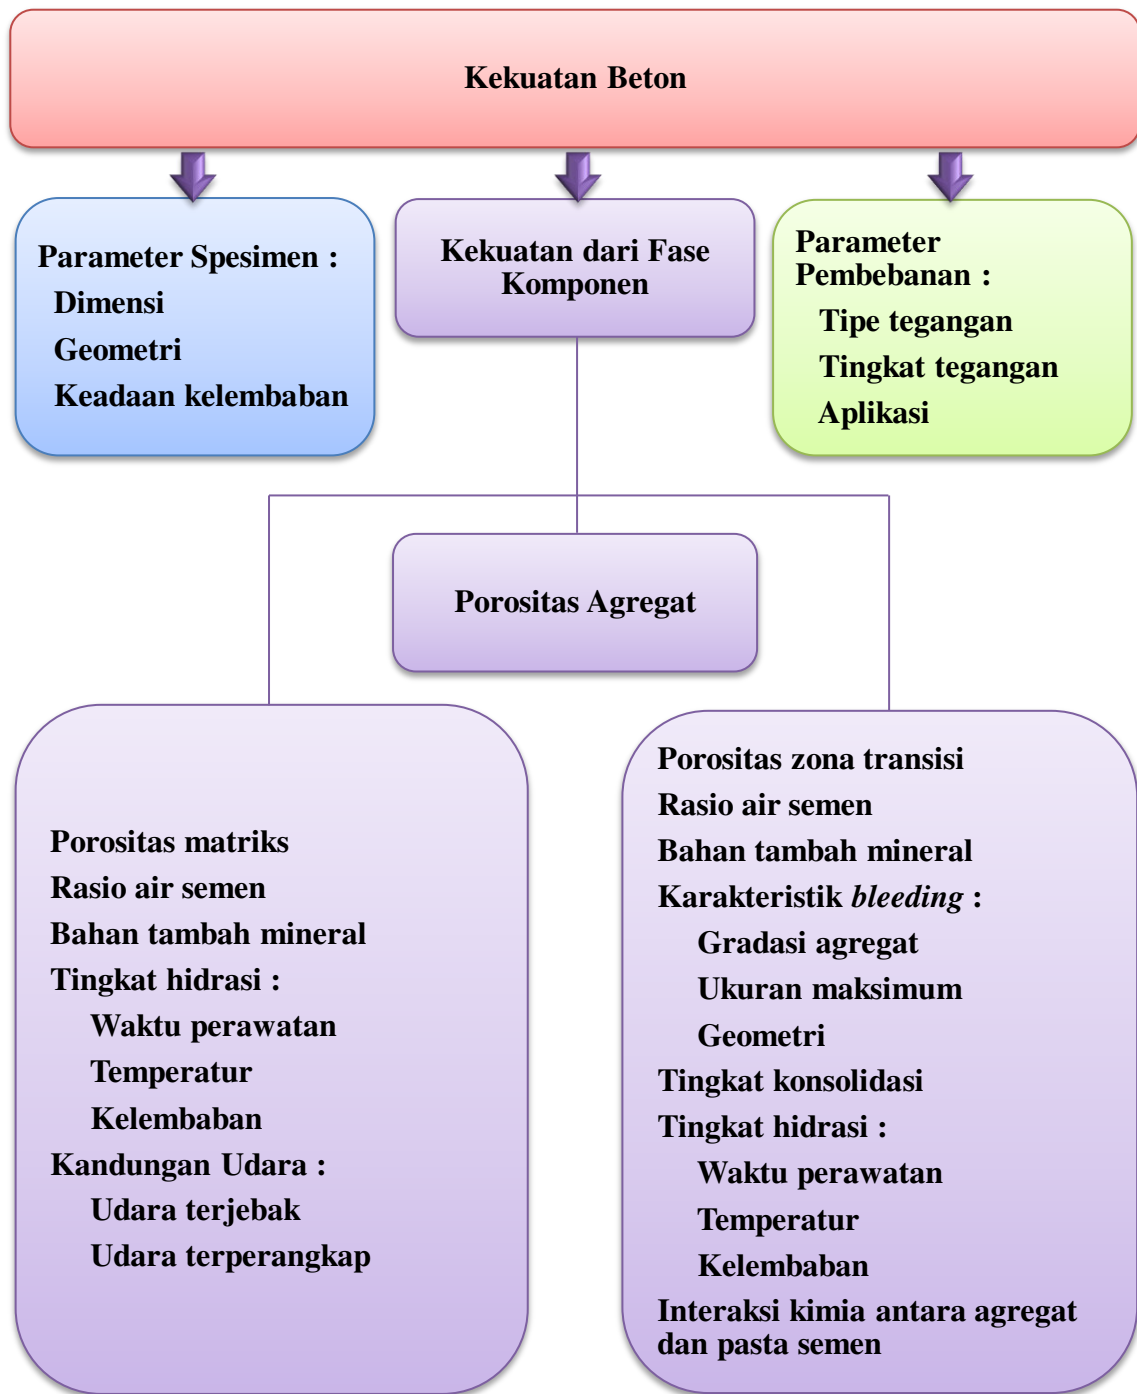 Kekuatan Beton
Parameter Spesimen :
Dimensi
Geometri
Keadaan kelembaban
Kekuatan dari Fase
Komponen
Parameter
Pembebanan :
Tipe tegangan
Tingkat tegangan
Aplikasi
Porositas Agregat
Porositas matriks
Rasio air semen
Bahan tambah mineral
Tingkat hidrasi :
Waktu perawatan
Temperatur
Kelembaban
Kandungan Udara :
Udara terjebak
Udara terperangkap
Porositas zona transisi
Rasio air semen
Bahan tambah mineral
Karakteristik bleeding :
Gradasi agregat
Ukuran maksimum
Geometri
Tingkat konsolidasi
Tingkat hidrasi :
Waktu perawatan
Temperatur
Kelembaban
Interaksi kimia antara agregat
dan pasta semen